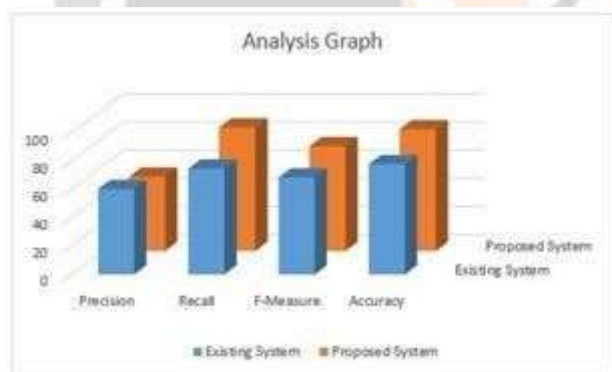 Analysis Graph
100
80
60
40
20
0
Proposed System
Existing System
Precision Recall F-Measure Accuracy
Existing System Proposed System